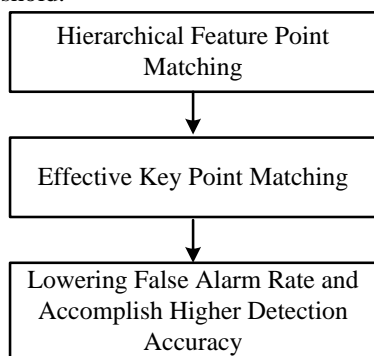 Hierarchical Feature Point
Matching
Effective Key Point Matching
Lowering False Alarm Rate and
Accomplish Higher Detection
Accuracy